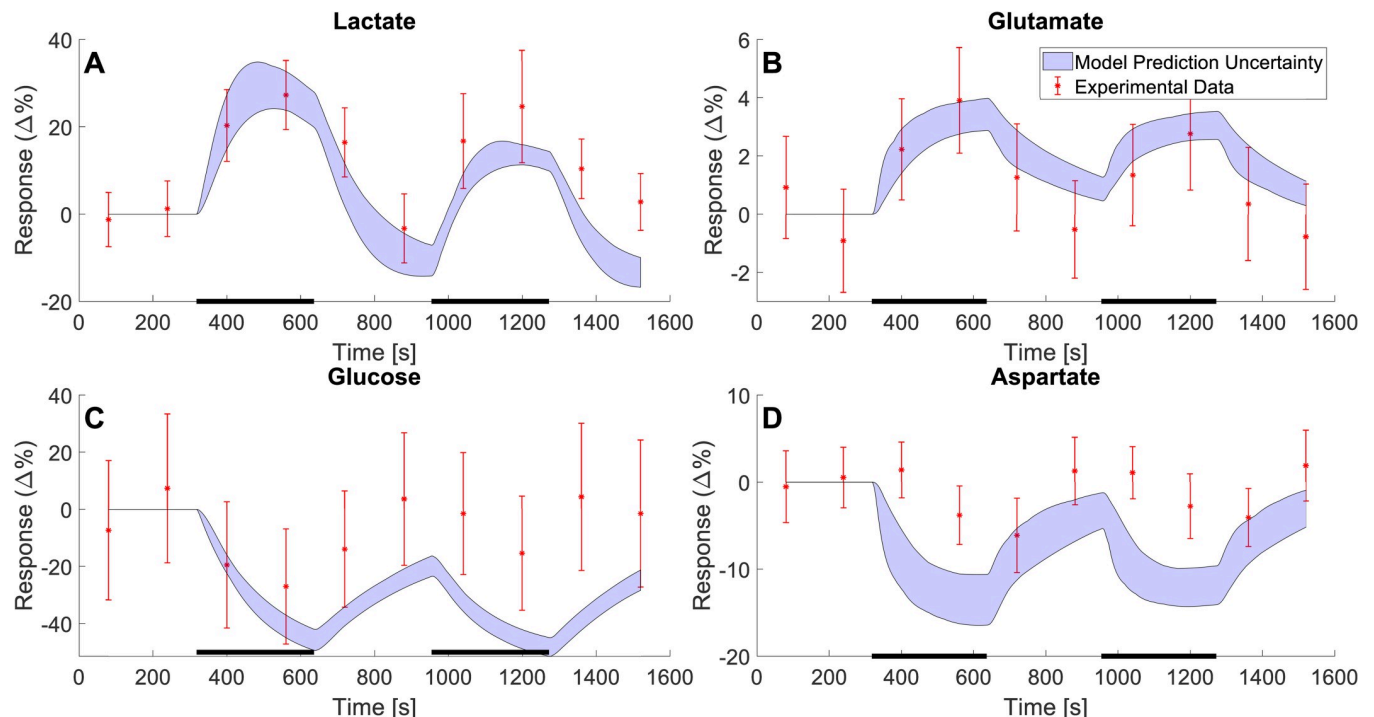 Lactate
A
Response (Δ%)
40
20
0
-20
0 200 400 600 800 1000 1200 1400 1600
Time [s]
Glutamate
B
Model Prediction Uncertainty
Experimental Data
Response (Δ%)
6
4
2
0
-2
0 200 400 600 800 1000 1200 1400 1600
Time [s]
Glucose
C
Response (Δ%)
40
20
0
-20
-40
0 200 400 600 800 1000 1200 1400 1600
Time [s]
Aspartate
D
Response (Δ%)
10
0
-10
-20
0 200 400 600 800 1000 1200 1400 1600
Time [s]